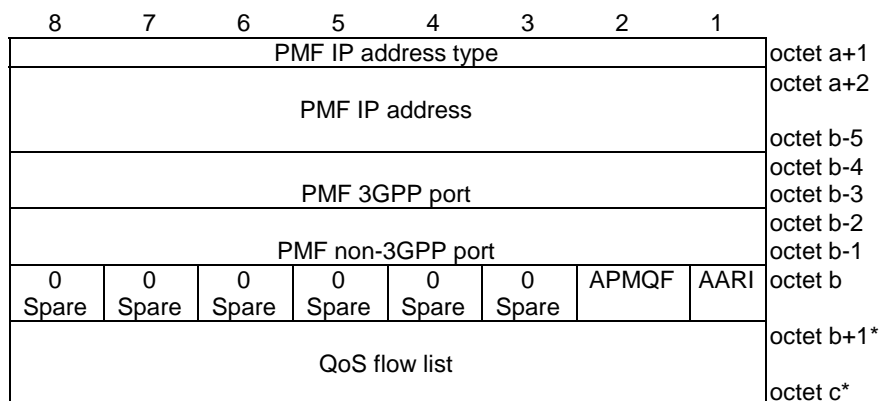 8 7 6 5 4 3 2 1
PMF IP address type octet a+1
octet a+2
PMF IP address
octet b-5
octet b-4
PMF 3GPP port octet b-3
octet b-2
PMF non-3GPP port octet b-1
0 0 0 0 0 0 APMQF AARI octet b
Spare Spare Spare Spare Spare Spare
octet b+1*
QoS flow list
octet c*